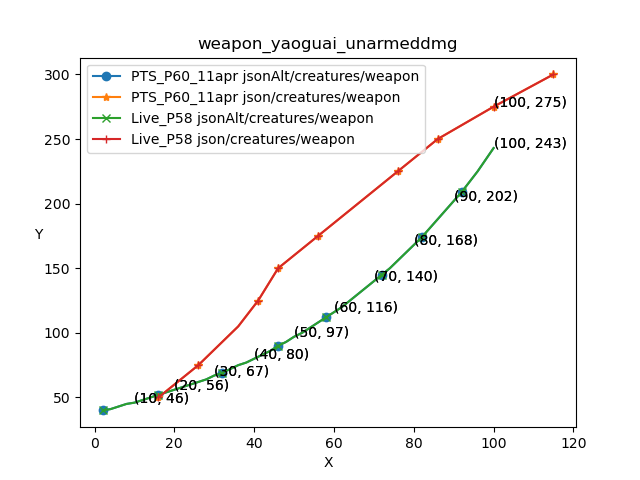 weapon_yaoguai_unarmeddmg
PTS_P60_11apr jsonAlt/creatures/weapon
PTS_P60_11apr json/creatures/weapon
Live_P58 jsonAlt/creatures/weapon
Live_P58 json/creatures/weapon
300
250
200
150
100
50
Y
(100, 275)
(100, 243)
(90, 202)
(80, 168)
(70, 140)
(60, 116)
(50, 97)
(40, 80)
(30, 67)
(20, 56)
(10, 46)
0 20 40 60 80 100 120
X